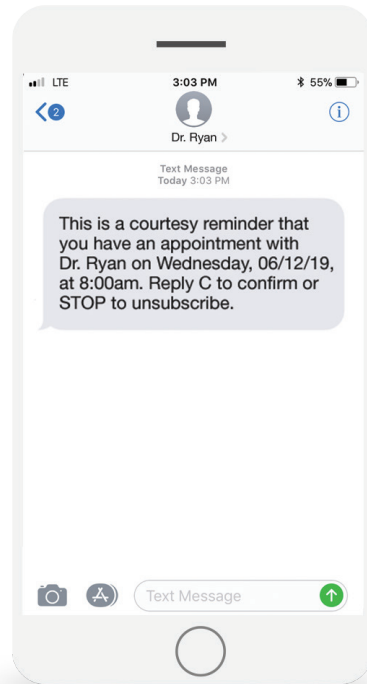 LTE
3:03 PM
55%
2
Dr. Ryan
Text Message
Today 3:03 PM
This is a courtesy reminder that
you have an appointment with
Dr. Ryan on Wednesday, 06/12/19,
at 8:00am. Reply C to confirm or
STOP to unsubscribe.
Text Message